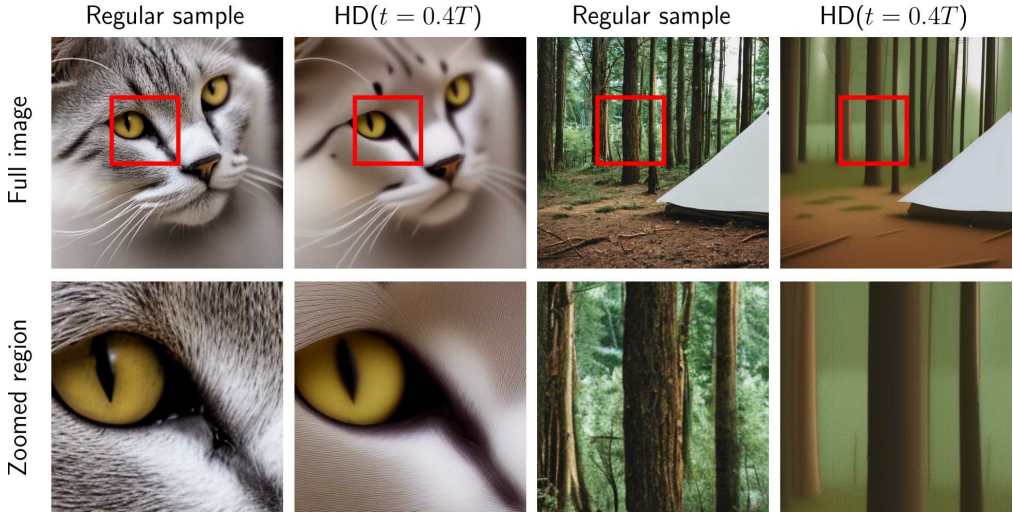 Regular sample
HD(t = 0.4T)
Regular sample
HD(t = 0.4T)
Full image
Zoomed region